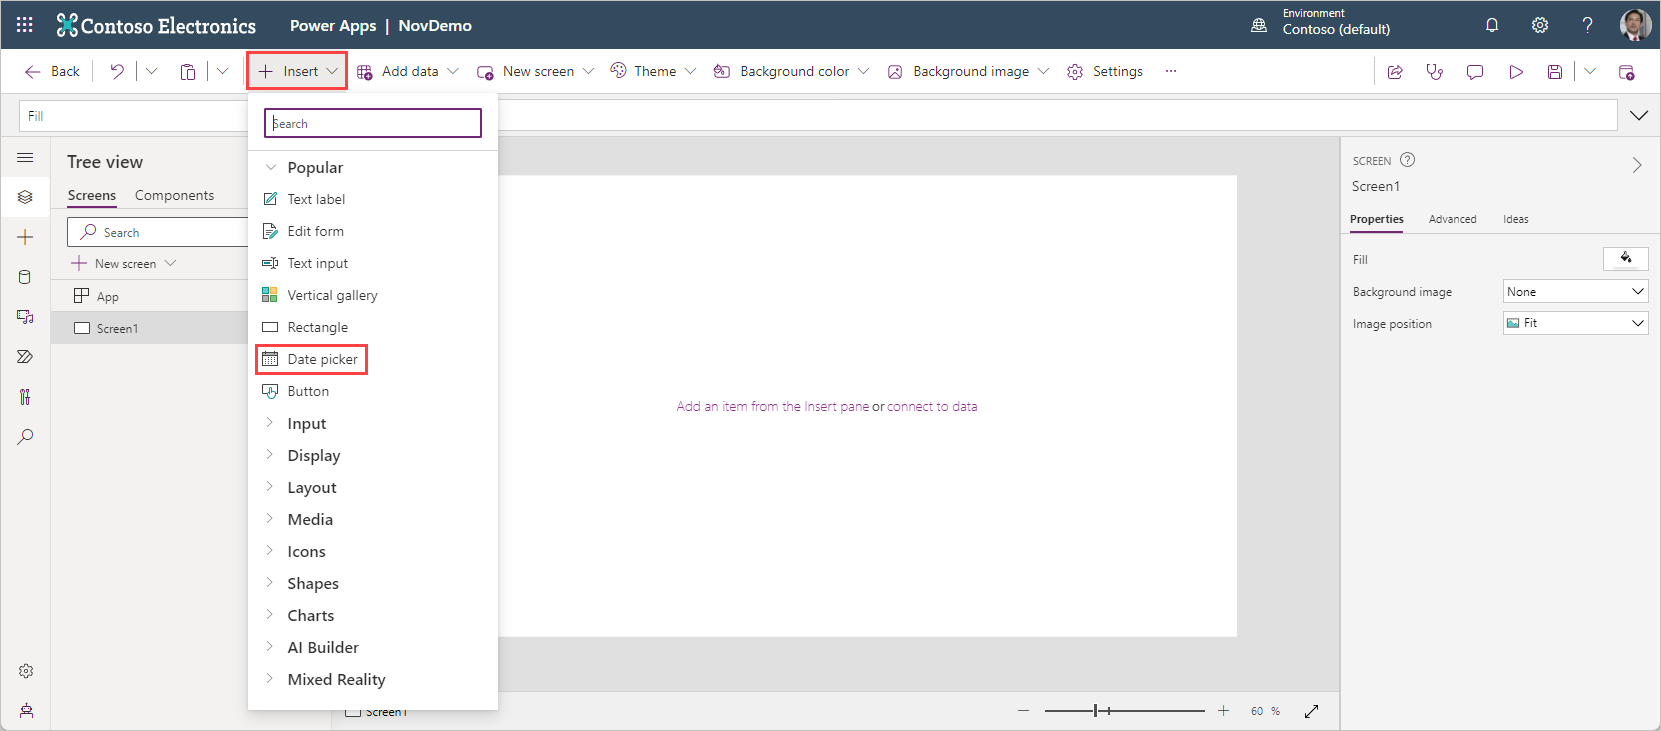 Contoso Electronics
Power Apps | NovDemo
Environment
Contoso (default)
Back
Insert
Add data
New screen
Theme
Background color
Background image
Settings
Fill
Search
Popular
Text label
Edit form
Text input
Vertical gallery
Rectangle
Date picker
Button
Input
Display
Layout
Media
Icons
Shapes
Charts
AI Builder
Mixed Reality
Tree view
Screens
Components
Search
New screen
App
Screen1
Add an item from the Insert pane or connect to data
Screen1
60 %
SCREEN
Screen1
Properties
Advanced
Ideas
Fill
Background image
None
Image position
Fit